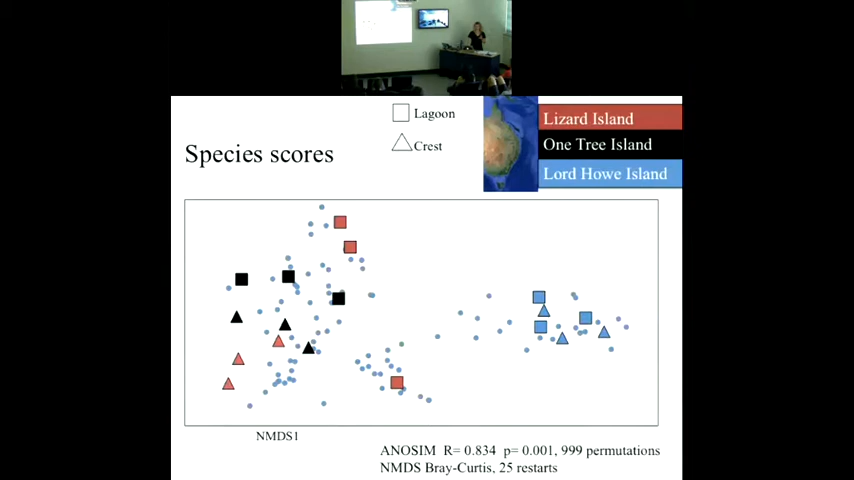 Lagoon
Crest
Lizard Island
One Tree Island
Lord Howe Island
Species scores
NMDS1
ANOSIM R= 0.834 p= 0.001, 999 permutations
NMDS Bray-Curtis, 25 restarts